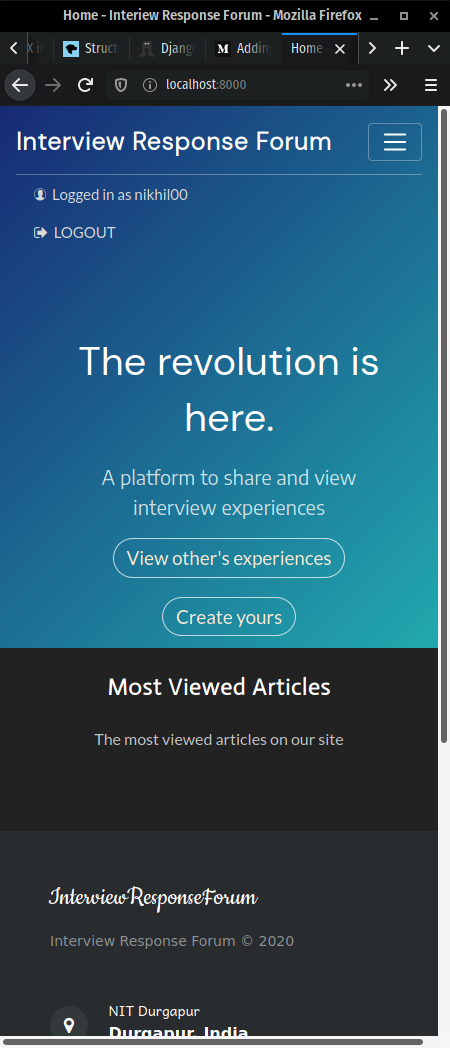 Home - Interiew Response Forum - Mozilla Firefox
X i Struct Djang Addin Home -
localhost:8000
Interview Response Forum
Logged in as nikhil00
LOGOUT
The revolution is
here.
A platform to share and view
interview experiences
View other's experiences
Create yours
Most Viewed Articles
The most viewed articles on our site
InterviewResponseForum
Interview Response Forum © 2020
NIT Durgapur
Durgapur, India